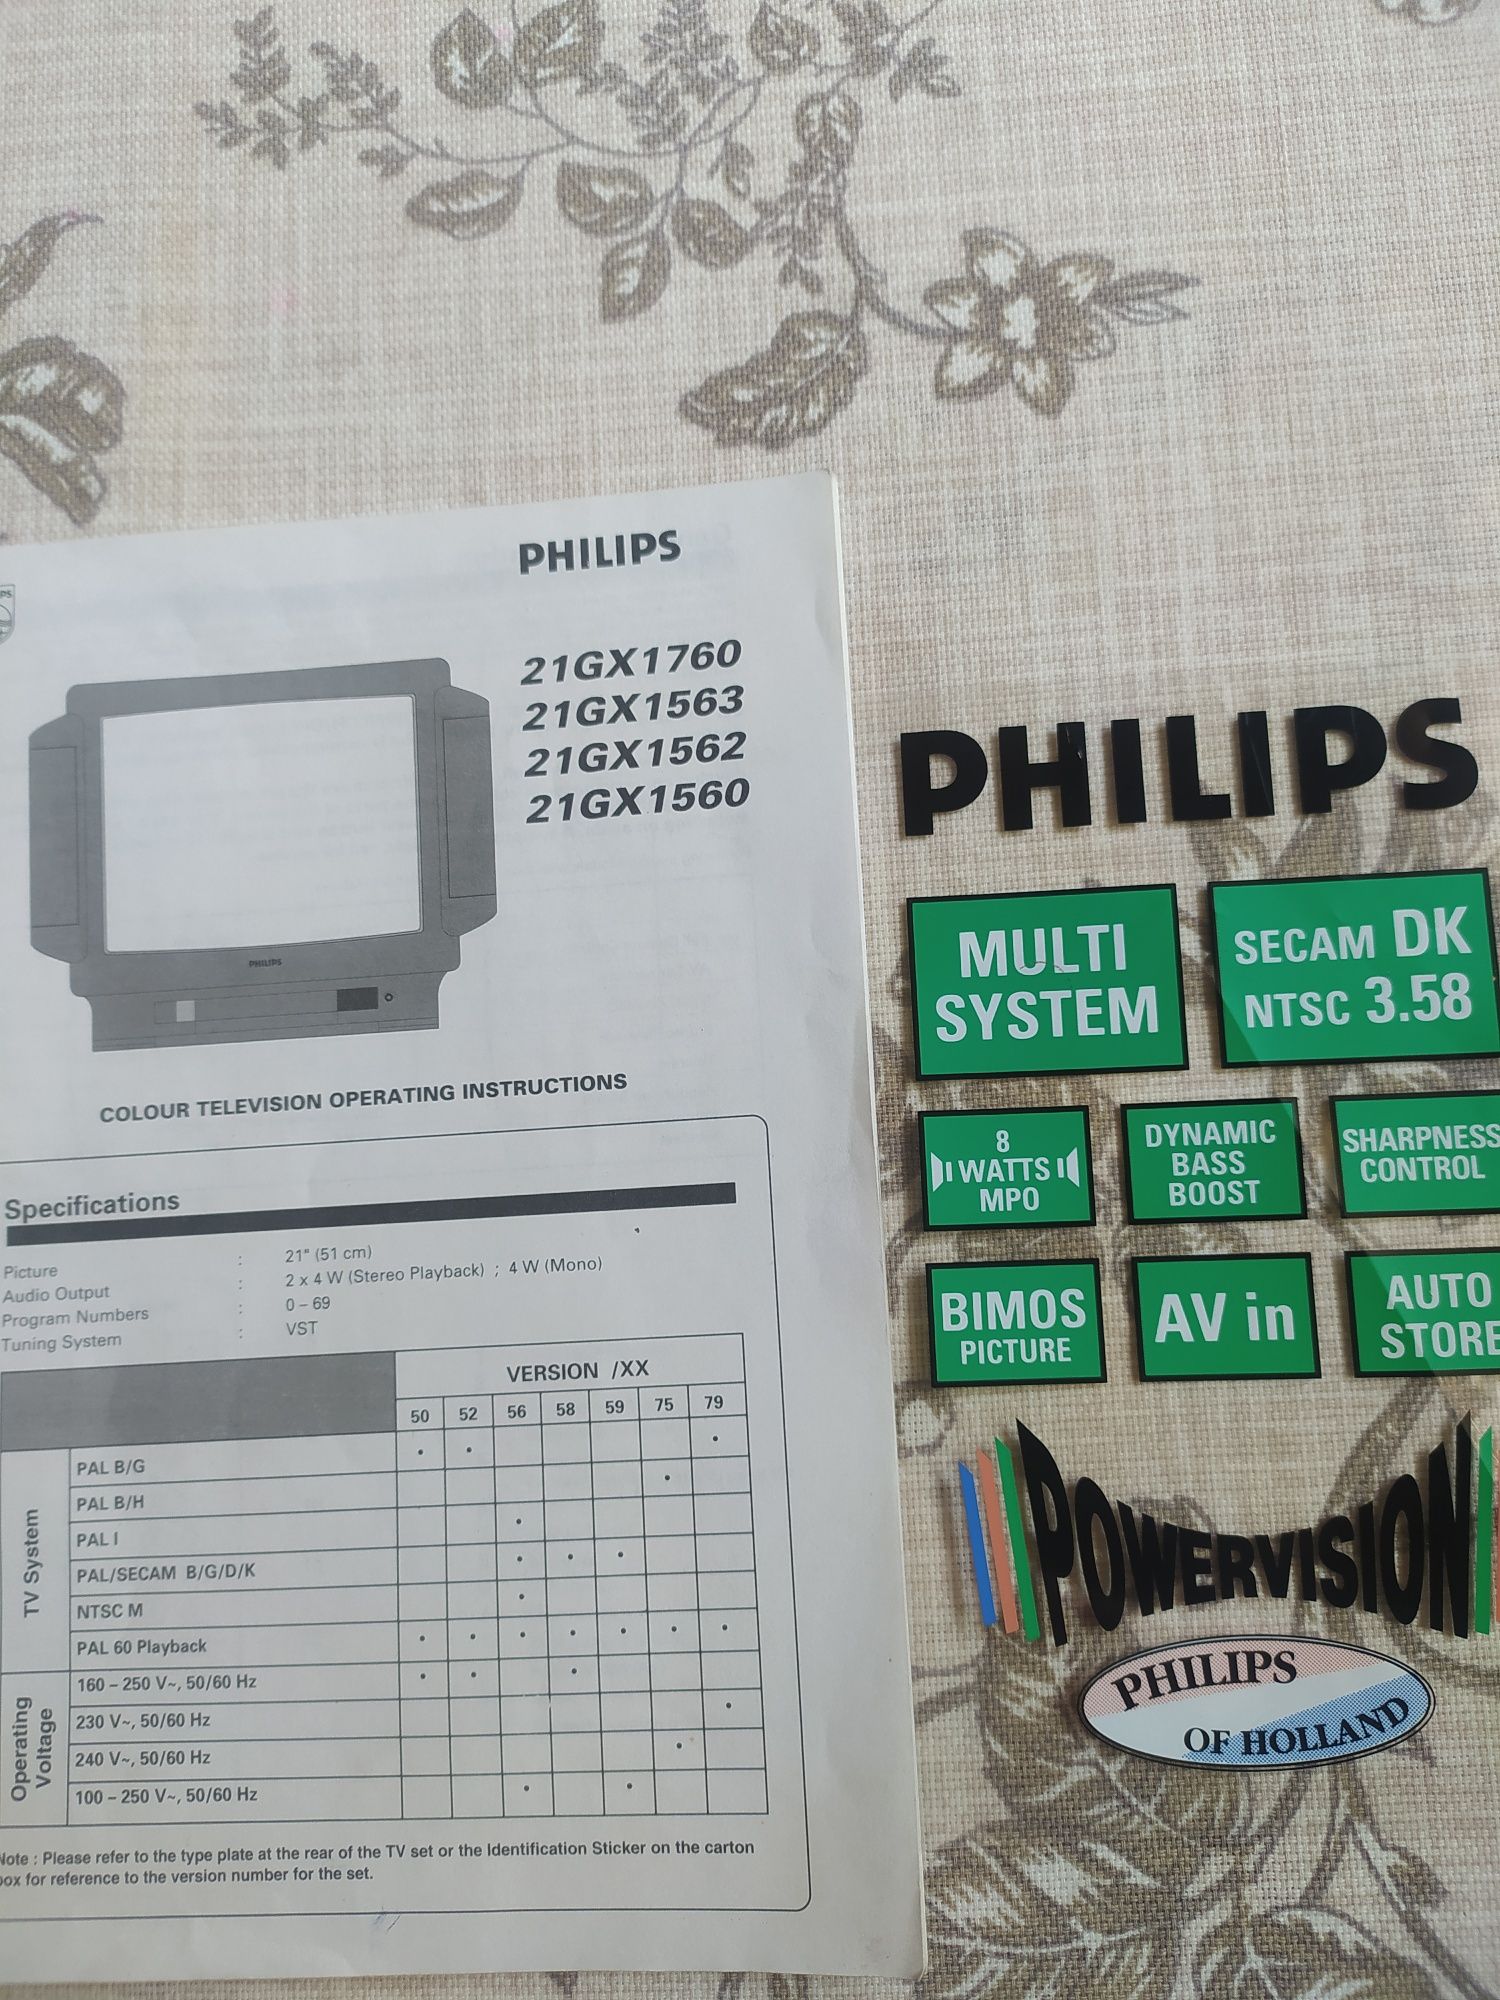 PHILIPS
21GX1760
21GX1563
21GX1562
21GX1560
PHILIPS
COLOUR TELEVISION OPERATING INSTRUCTIONS
Specifications
Picture : 21" (51 cm)
Audio Output : 2 x 4 W (Stereo Playback) ; 4 W (Mono)
Program Numbers : 0 – 69
Tuning System : VST
VERSION /XX
50 52 56 58 59 75 79
TV System
PAL B/G • • •
PAL B/H •
PAL I •
PAL/SECAM B/G/D/K • • •
NTSC M •
PAL 60 Playback • • • • • • •
Operating Voltage
160 – 250 V~, 50/60 Hz • • •
230 V~, 50/60 Hz •
240 V~, 50/60 Hz •
100 – 250 V~, 50/60 Hz • •
Note : Please refer to the type plate at the rear of the TV set or the Identification Sticker on the carton
box for reference to the version number for the set.
PHILIPS
MULTI
SYSTEM
SECAM DK
NTSC 3.58
8
WATTS
MPO
DYNAMIC
BASS
BOOST
SHARPNESS
CONTROL
BIMOS
PICTURE
AV in
AUTO
STORE
POWERVISION
PHILIPS
OF HOLLAND